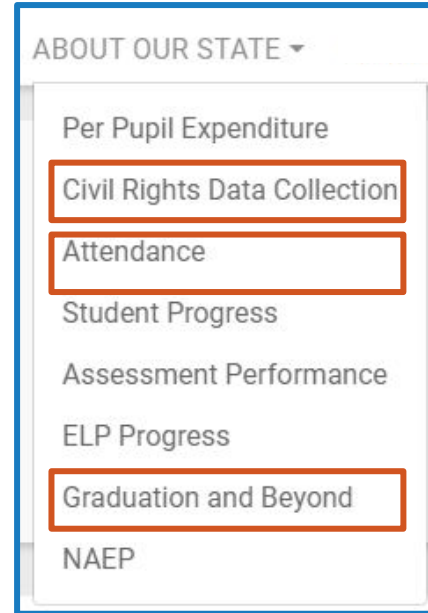 ABOUT OUR STATE
Per Pupil Expenditure
Civil Rights Data Collection
Attendance
Student Progress
Assessment Performance
ELP Progress
Graduation and Beyond
NAEP